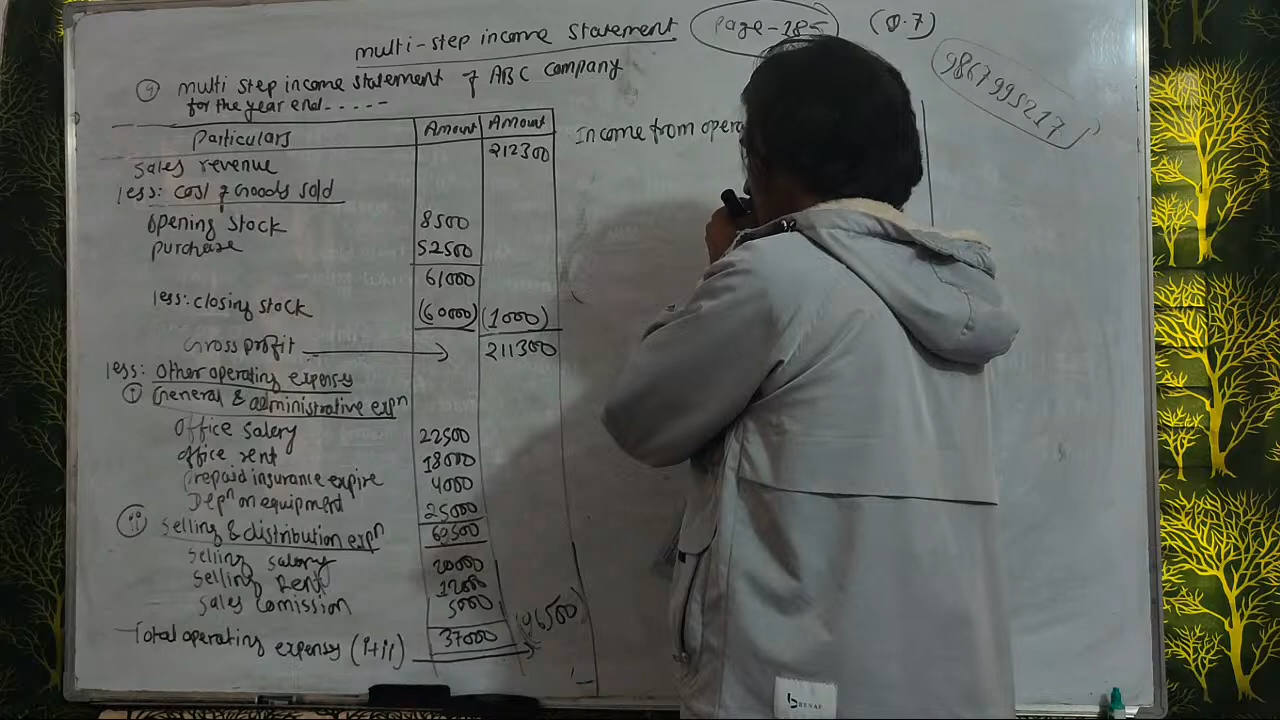 multi-step income statement page-185 (Q.7)
9867995217
(9) multi step income statement of ABC company
for the year end.....
Particulars Amount Amount
Sales revenue 212300
less: cost of Goods sold
opening stock 8500
purchase 52500
61000
less: closing stock (60000) (1000)
Gross profit 211300
less: other operating expenses
(i) General & administrative expn
Office salary 22500
office rent 18000
Prepaid insurance expire 4000
Depn on equipment 25000
69500
(ii) Selling & distribution expn
Selling salary 20000
Selling Rent 12000
Sales comission 5000
37000
Total operating expenses (i+ii) 96500)
Income from opera
BENAF